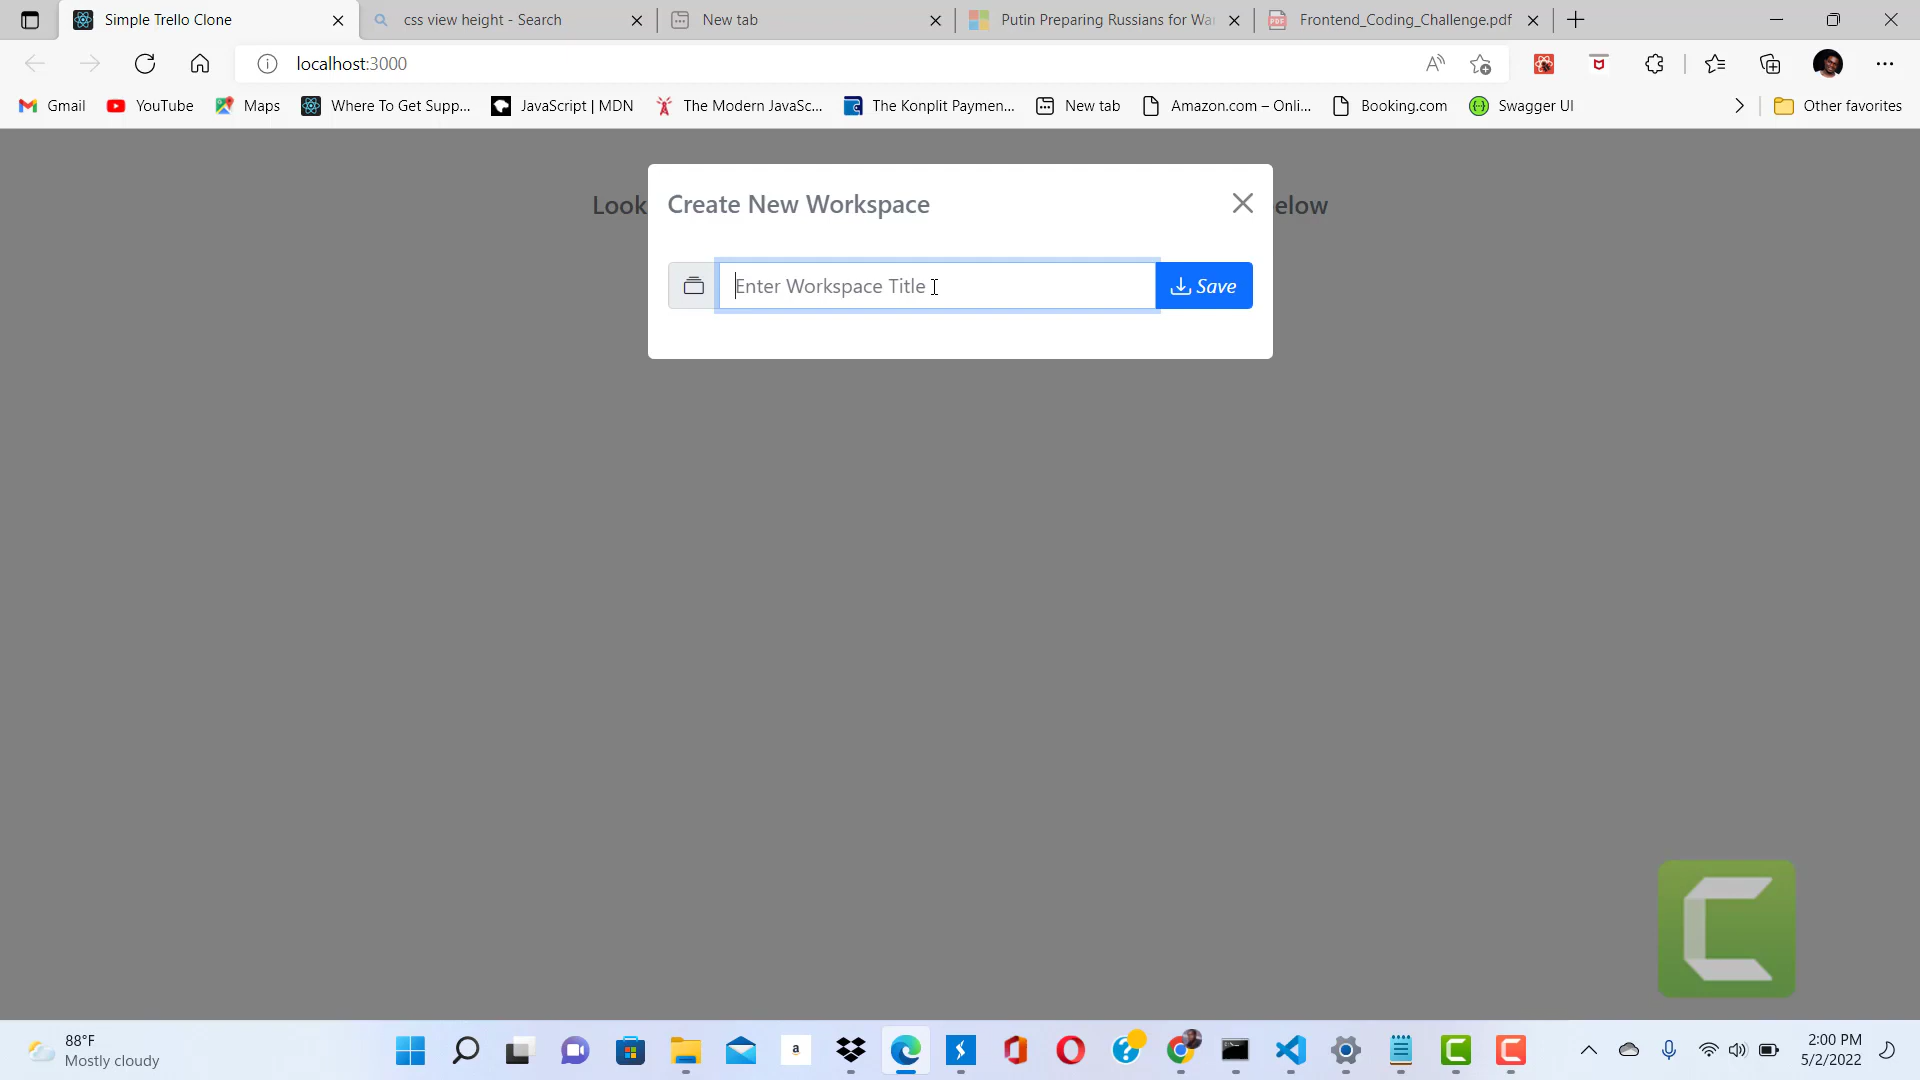 Simple Trello Clone
css view height - Search
New tab
Putin Preparing Russians for Wa
Frontend_Coding_Challenge.pdf
localhost:3000
Gmail
YouTube
Maps
Where To Get Supp...
JavaScript | MDN
The Modern JavaSc...
The Konplit Paymen...
New tab
Amazon.com – Onli...
Booking.com
Swagger UI
Other favorites
Look
elow
Create New Workspace
Enter Workspace Title
Save
88°F
Mostly cloudy
2:00 PM
5/2/2022